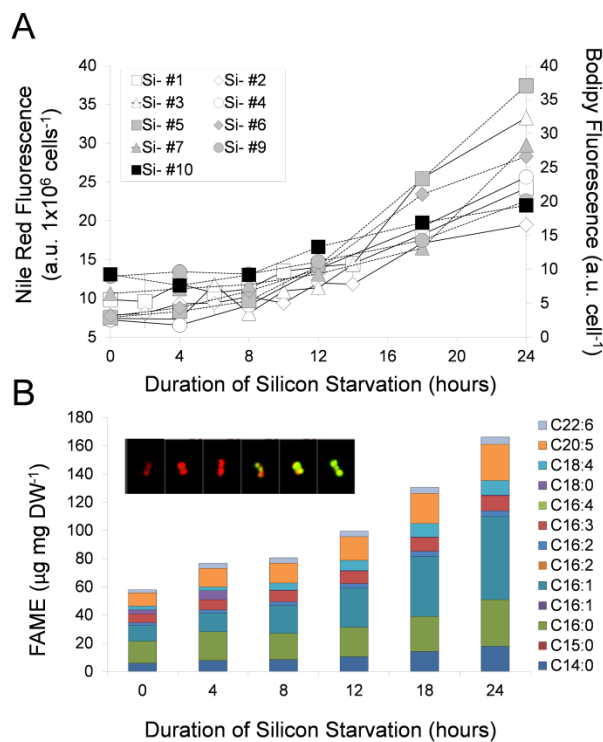 A
Nile Red Fluorescence
(a.u. 1x10⁶ cells⁻¹)
40
35
30
25
20
15
10
5
Si- #1
Si- #2
Si- #3
Si- #4
Si- #5
Si- #6
Si- #7
Si- #9
Si- #10
40
35
30
25
20
15
10
5
0
Bodipy Fluorescence
(a.u. cell⁻¹)
0 4 8 12 16 20 24
Duration of Silicon Starvation (hours)
B
FAME (µg mg DW⁻¹)
180
160
140
120
100
80
60
40
20
0
C22:6
C20:5
C18:4
C18:0
C16:4
C16:3
C16:2
C16:2
C16:1
C16:1
C16:0
C15:0
C14:0
0 4 8 12 18 24
Duration of Silicon Starvation (hours)